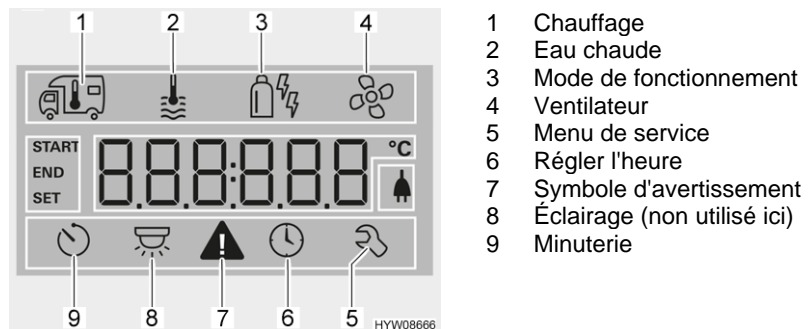 1 2 3 4
START
END
SET
888:888
°C
9 8 7 6 5
HYW08666
1 Chauffage
2 Eau chaude
3 Mode de fonctionnement
4 Ventilateur
5 Menu de service
6 Régler l'heure
7 Symbole d'avertissement
8 Éclairage (non utilisé ici)
9 Minuterie